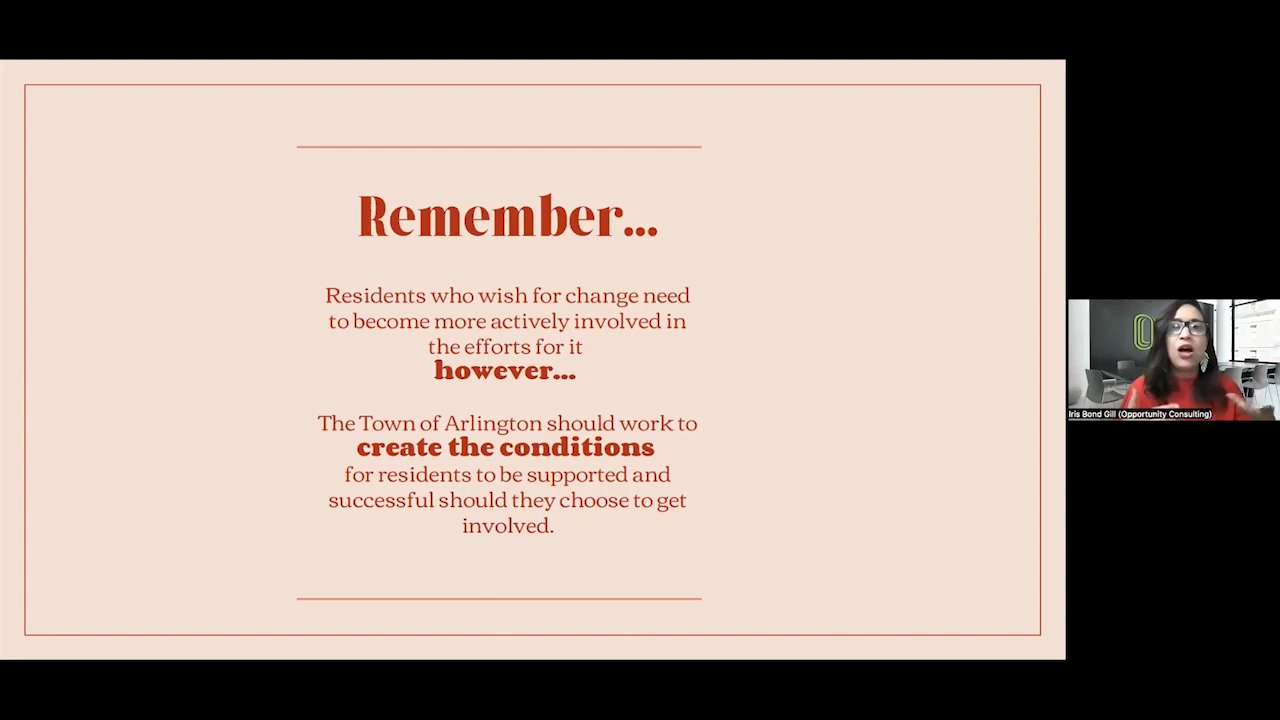 Remember...
Residents who wish for change need
to become more actively involved in
the efforts for it
however...
The Town of Arlington should work to
create the conditions
for residents to be supported and
successful should they choose to get
involved.
Iris Bond Gill (Opportunity Consulting)